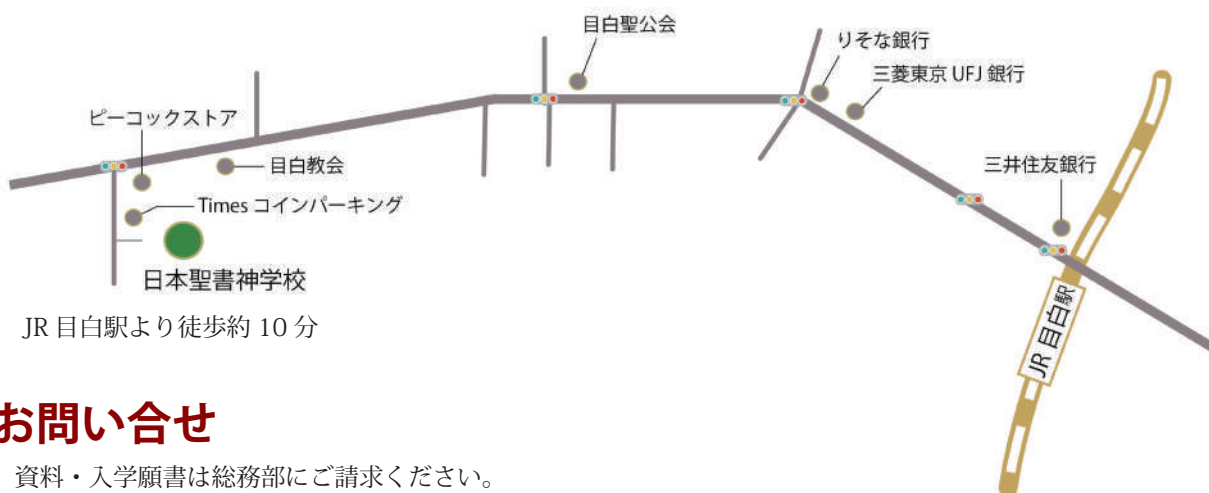 目白聖公会
りそな銀行
三菱東京 UFJ 銀行
ピーコックストア
目白教会
三井住友銀行
Times コインパーキング
日本聖書神学校
JR 目白駅
JR 目白駅より徒歩約 10 分
お問い合せ
資料・入学願書は総務部にご請求ください。